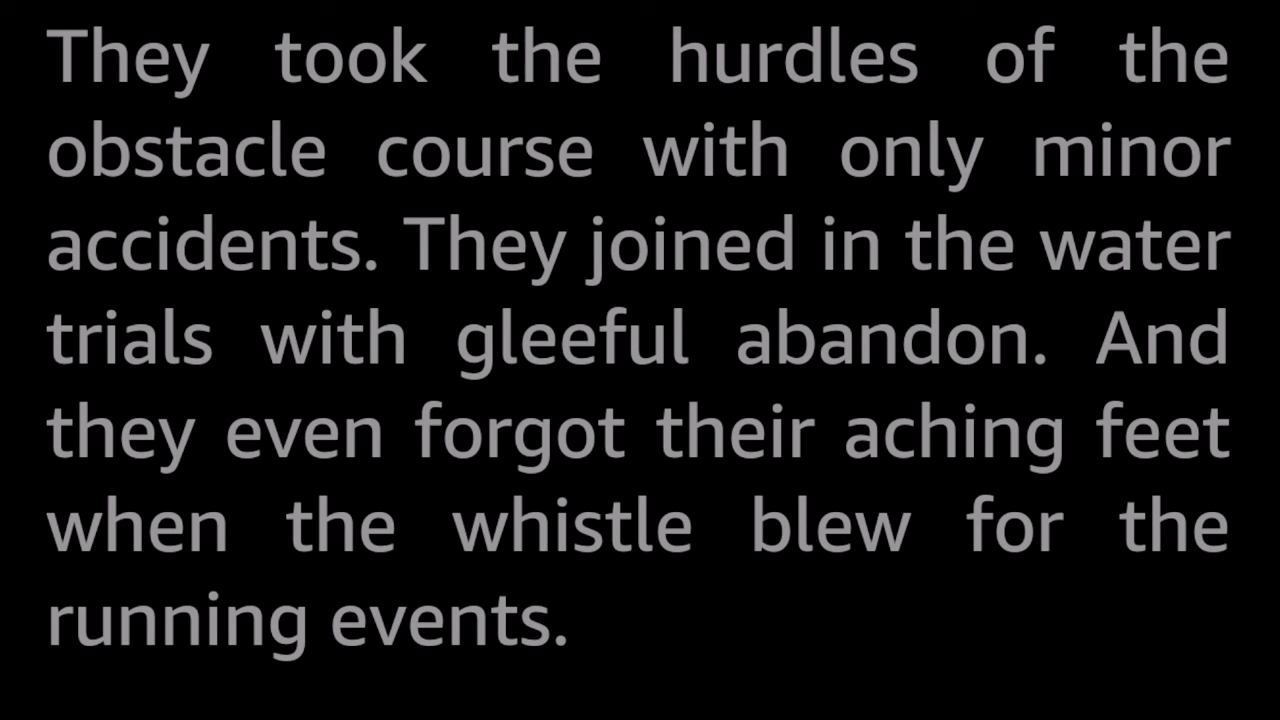 They took the hurdles of the
obstacle course with only minor
accidents. They joined in the water
trials with gleeful abandon. And
they even forgot their aching feet
when the whistle blew for the
running events.